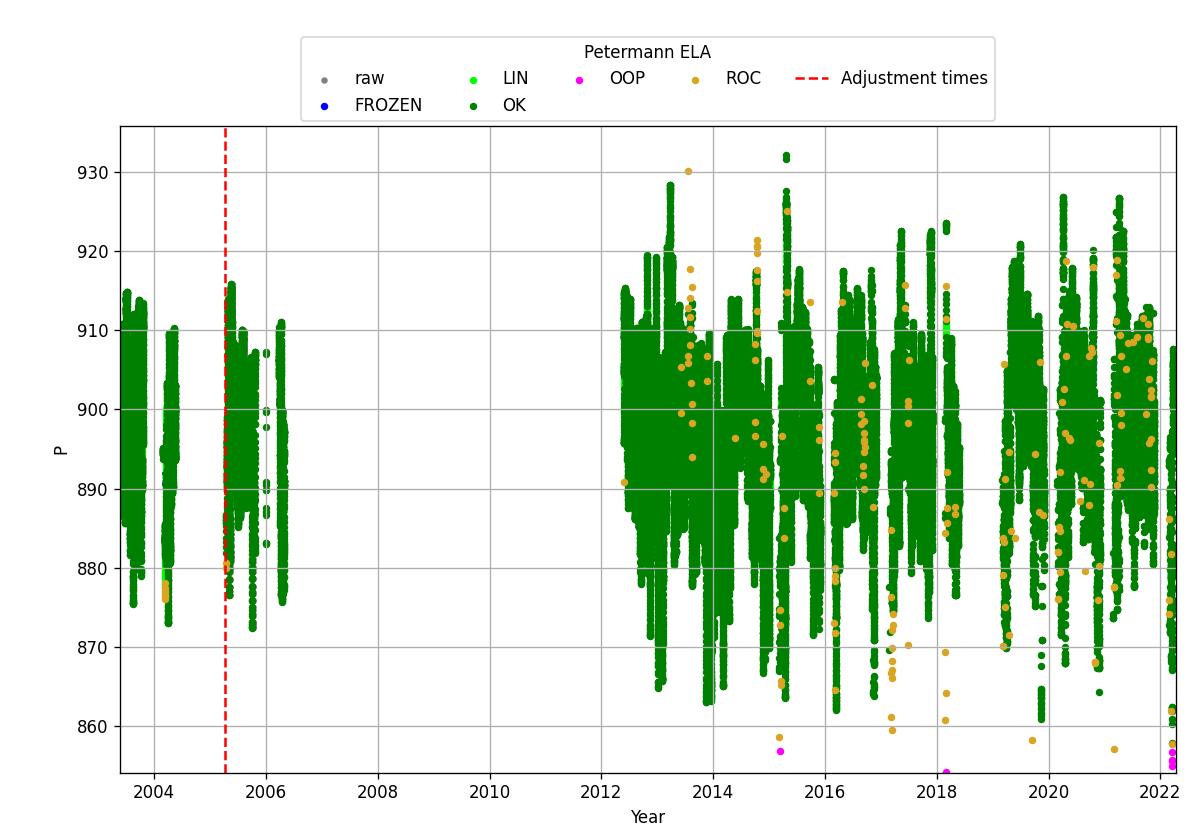 Petermann ELA
raw LIN OOP ROC Adjustment times
FROZEN OK
930
920
910
900
890
880
870
860
P
2004 2006 2008 2010 2012 2014 2016 2018 2020 2022
Year